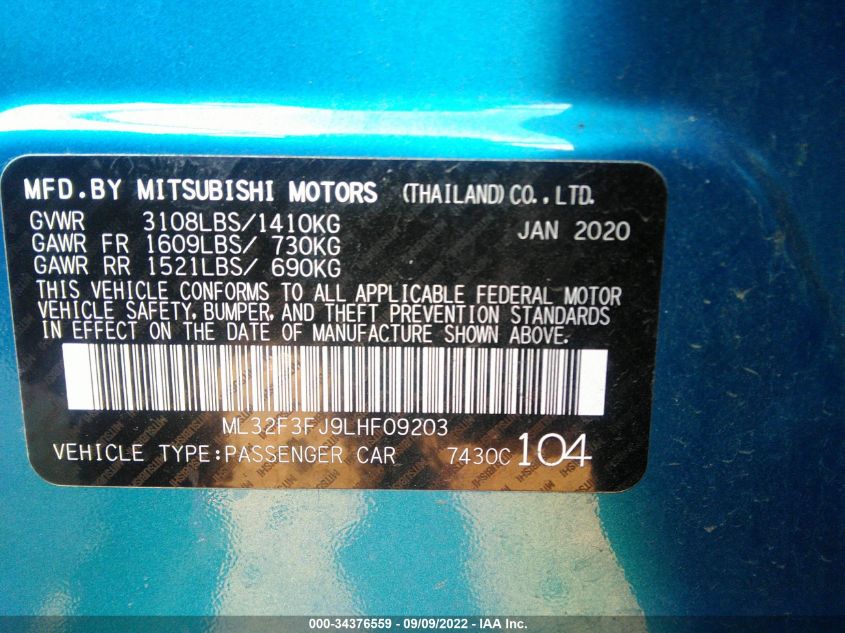 MFD.BY MITSUBISHI MOTORS (THAILAND) CO., LTD.
GVWR 3108LBS/1410KG JAN 2020
GAWR FR 1609LBS/ 730KG
GAWR RR 1521LBS/ 690KG
THIS VEHICLE CONFORMS TO ALL APPLICABLE FEDERAL MOTOR
VEHICLE SAFETY, BUMPER, AND THEFT PREVENTION STANDARDS
IN EFFECT ON THE DATE OF MANUFACTURE SHOWN ABOVE.
ML32F3FJ9LHF09203
VEHICLE TYPE:PASSENGER CAR 7430C 104
000-34376559 - 09/09/2022 - IAA Inc.